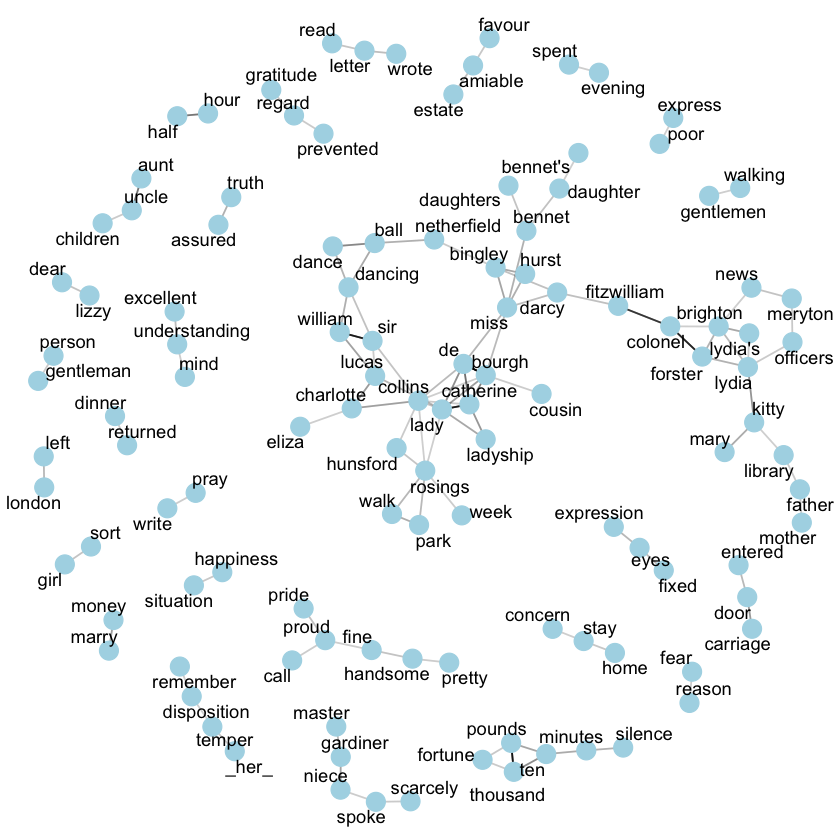 favour
read
spent
letter
wrote
gratitude
amiable
evening
hour
regard
estate
express
half
poor
prevented
aunt
bennet's
walking
truth
uncle
daughters
daughter
gentlemen
children
assured
ball
netherfield
bennet
bingley
hurst
dance
dear
dancing
fitzwilliam
news
lizzy
excellent
william
sir
miss
darcy
brighton
meryton
understanding
colonel
person
lucas
de
bourgh
lydia's
officers
gentleman
mind
forster
lydia
charlotte
collins
catherine
dinner
cousin
kitty
returned
eliza
lady
left
hunsford
ladyship
mary
library
pray
rosings
london
walk
week
father
write
expression
mother
sort
park
entered
happiness
eyes
girl
situation
fixed
pride
money
proud
fine
concern
stay
door
marry
carriage
call
handsome
pretty
home
fear
remember
reason
disposition
master
temper
gardiner
pounds
minutes
silence
fortune
_her_
niece
ten
scarcely
thousand
spoke